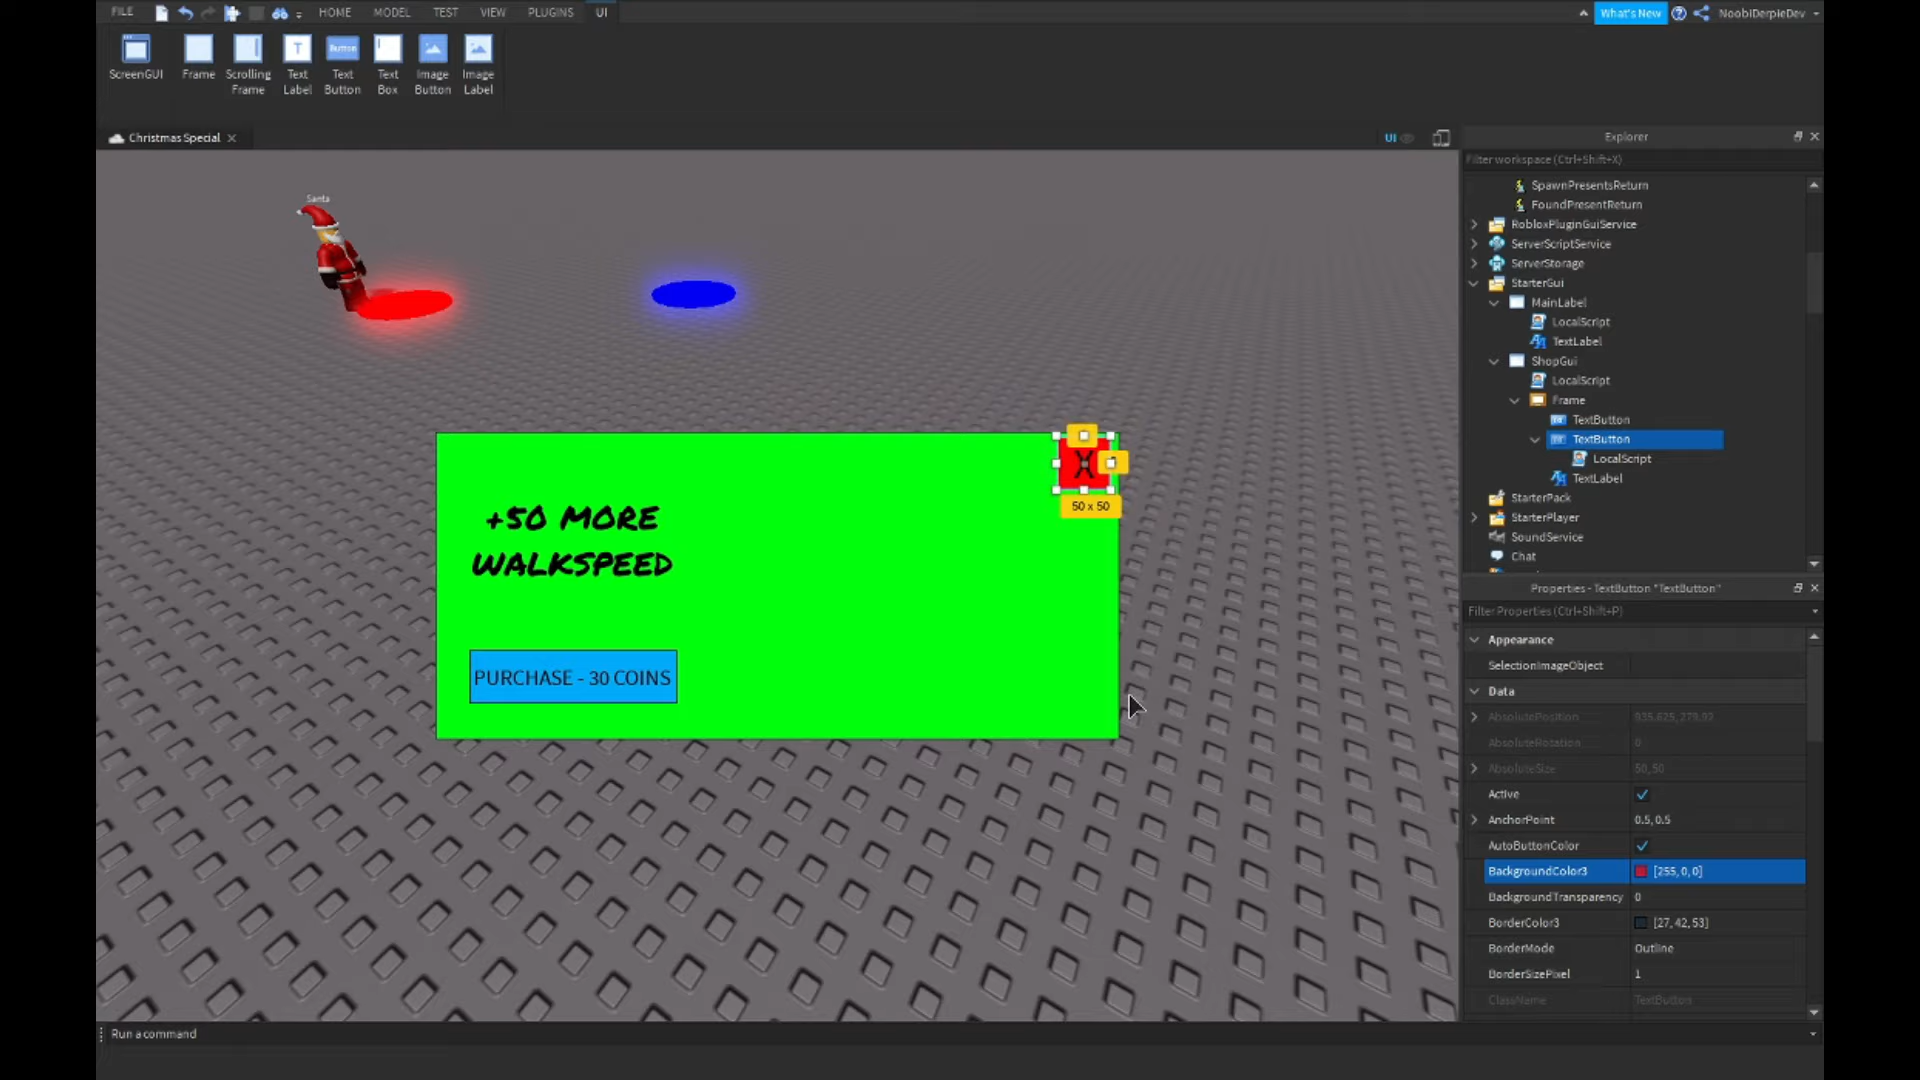 FILE
HOME
MODEL
TEST
VIEW
PLUGINS
UI
What's New
NoobiDerpieDev
ScreenGUI
Frame
Scrolling
Frame
T
Text
Label
Button
Text
Button
Text
Box
Image
Button
Image
Label
Christmas Special
UI
Explorer
Filter workspace (Ctrl+Shift+X)
SpawnPresentsReturn
FoundPresentReturn
RobloxPluginGuiService
ServerScriptService
ServerStorage
StarterGui
MainLabel
LocalScript
TextLabel
ShopGui
LocalScript
Frame
TextButton
TextButton
LocalScript
TextLabel
StarterPack
StarterPlayer
SoundService
Chat
Santa
X
50 x 50
+50 MORE
WALKSPEED
PURCHASE - 30 COINS
Properties - TextButton "TextButton"
Filter Properties (Ctrl+Shift+P)
Appearance
SelectionImageObject
Data
AbsolutePosition
AbsoluteRotation 0
AbsoluteSize 50, 50
Active
AnchorPoint 0.5, 0.5
AutoButtonColor
BackgroundColor3 [255, 0, 0]
BackgroundTransparency 0
BorderColor3 [27, 42, 53]
BorderMode Outline
BorderSizePixel 1
ClassName TextButton
Run a command